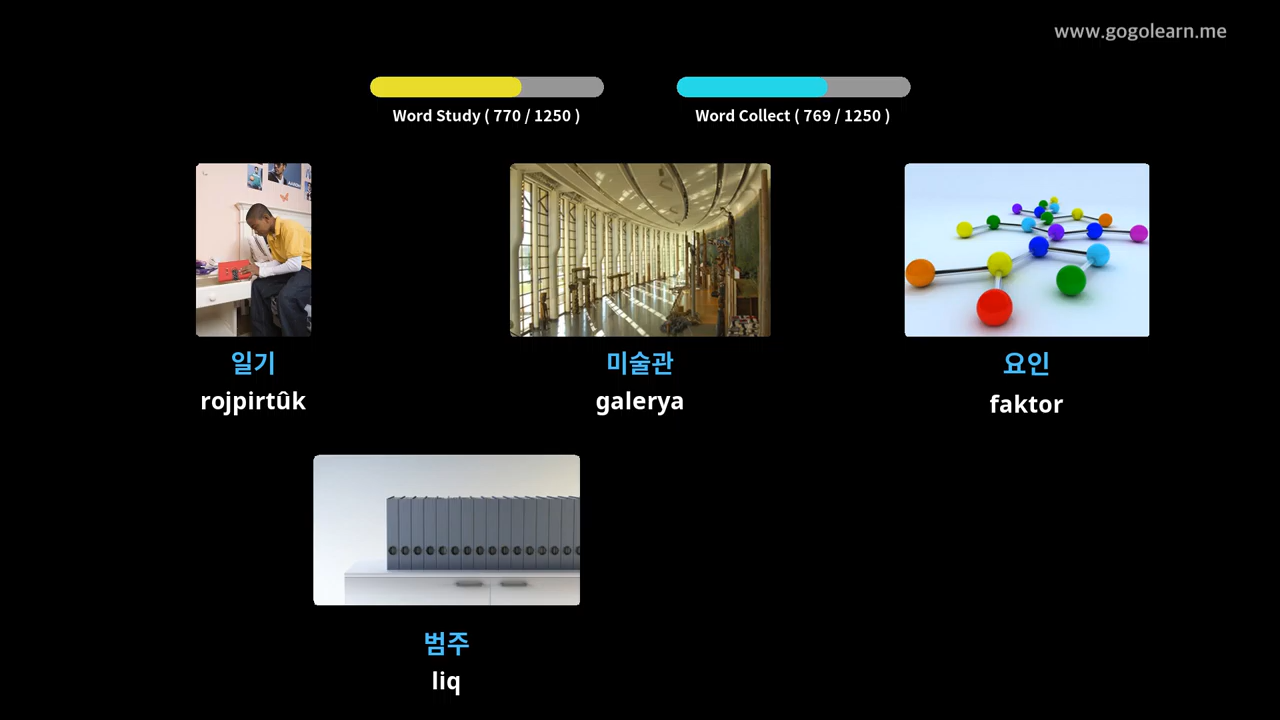 www.gogolearn.me
Word Study ( 770 / 1250 )
Word Collect ( 769 / 1250 )
일기
rojpirtûk
미술관
galerya
요인
faktor
범주
liq